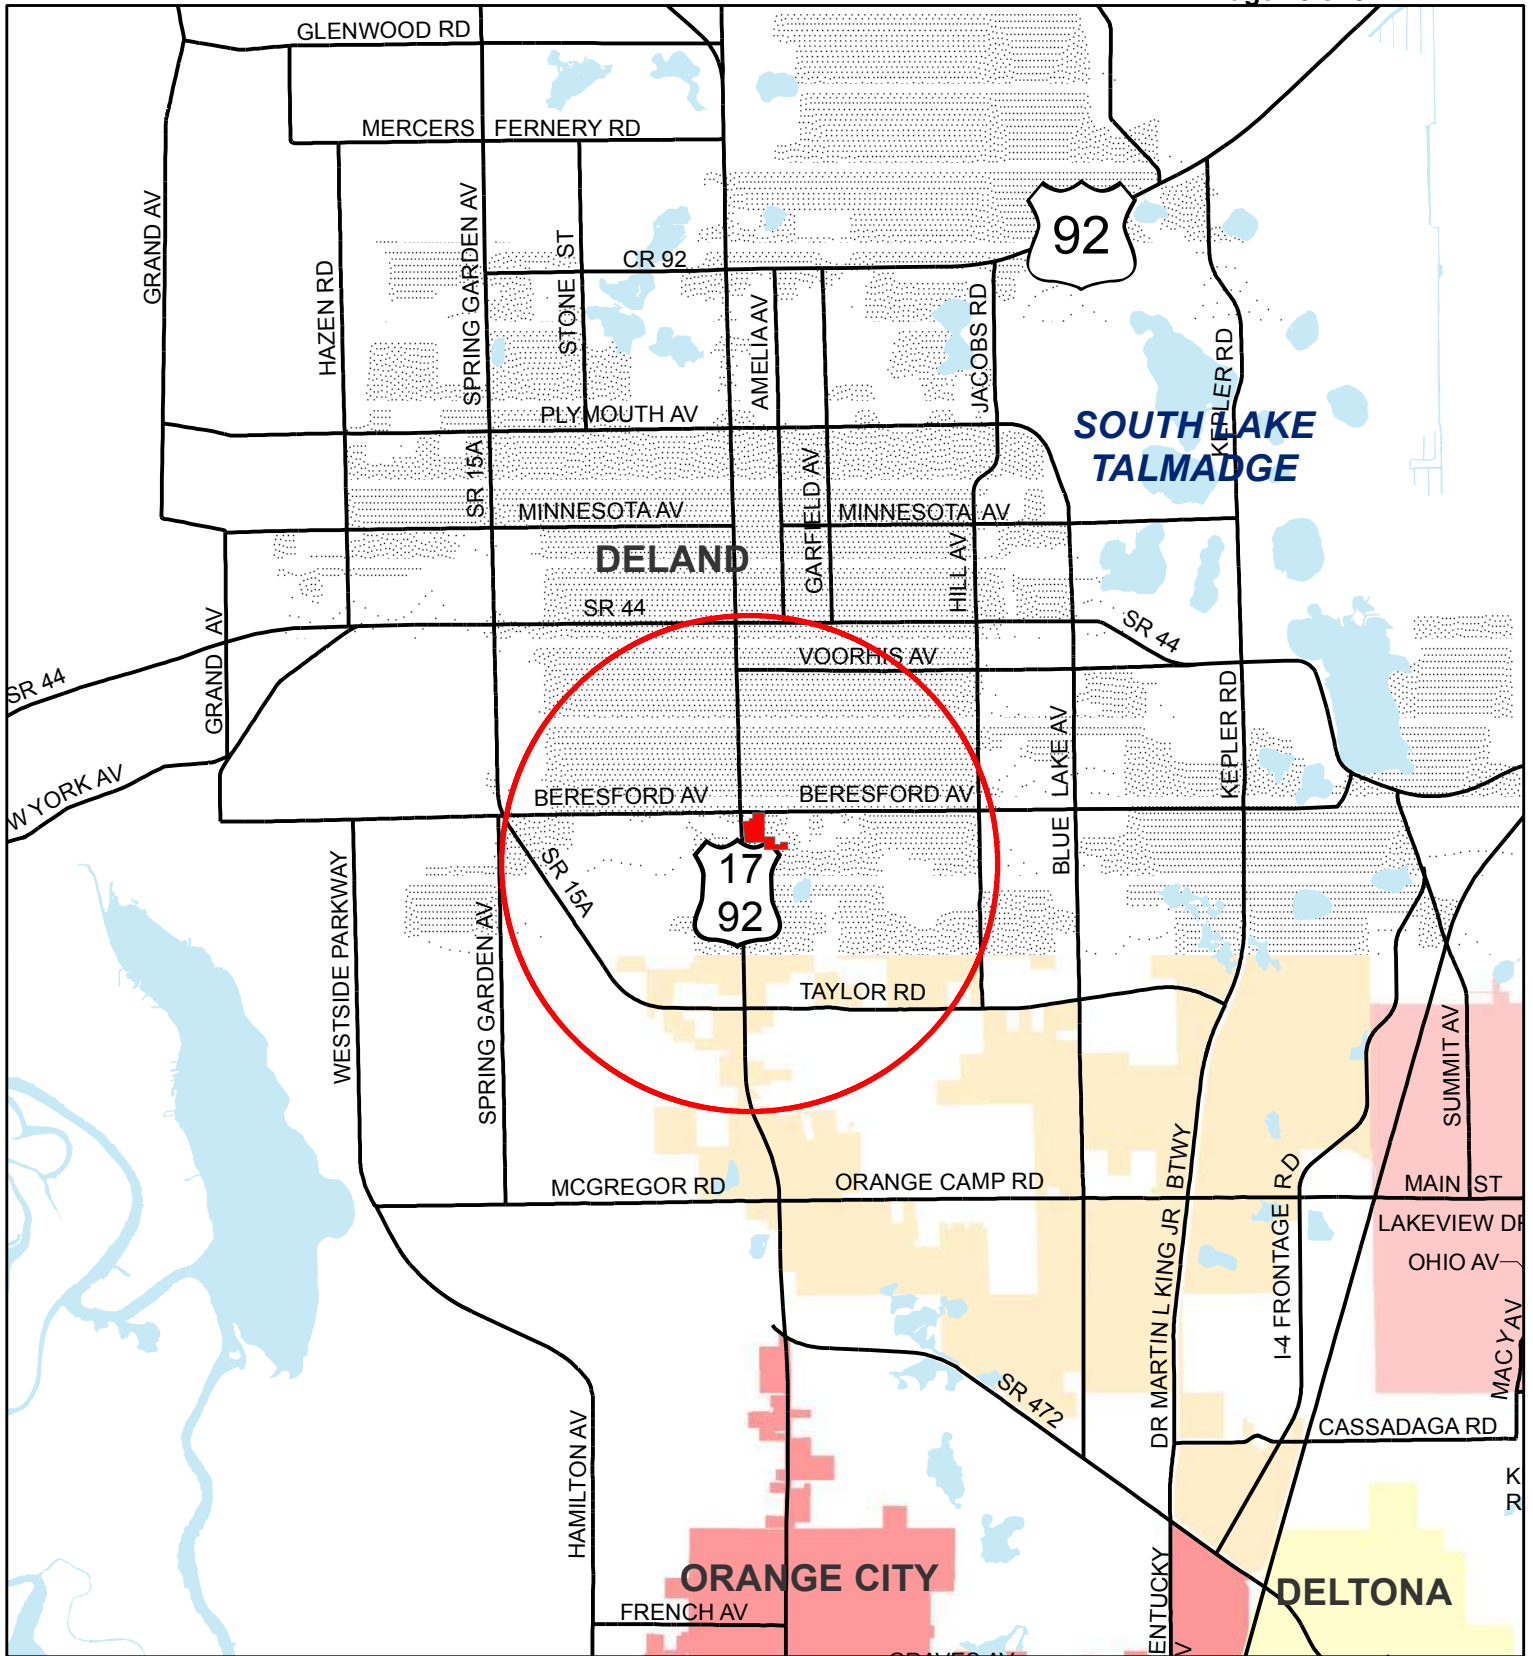 GLENWOOD RD
MERCERS FERNERY RD
GRAND AV
HAZEN RD
SPRING GARDEN AV
STONE ST
CR 92
92
AMELIA AV
JACOBS RD
KEPLER RD
PLYMOUTH AV
SOUTH LAKE
TALMADGE
SR 15A
MINNESOTA AV
GARFIELD AV
MINNESOTA AV
DELAND
HILL AV
SR 44
SR 44
VOORHIS AV
GRAND AV
SR 44
KEPLER RD
BLUE LAKE AV
W YORK AV
BERESFORD AV
BERESFORD AV
SR 15A
17
92
WESTSIDE PARKWAY
SPRING GARDEN AV
TAYLOR RD
SUMMIT AV
MCGREGOR RD
ORANGE CAMP RD
DR MARTIN L KING JR BTWY
I-4 FRONTAGE RD
MAIN ST
LAKEVIEW DR
OHIO AV
MACY AV
SR 472
CASSADAGA RD
HAMILTON AV
K
R
ORANGE CITY
DELTONA
FRENCH AV
ENTUCKY
V